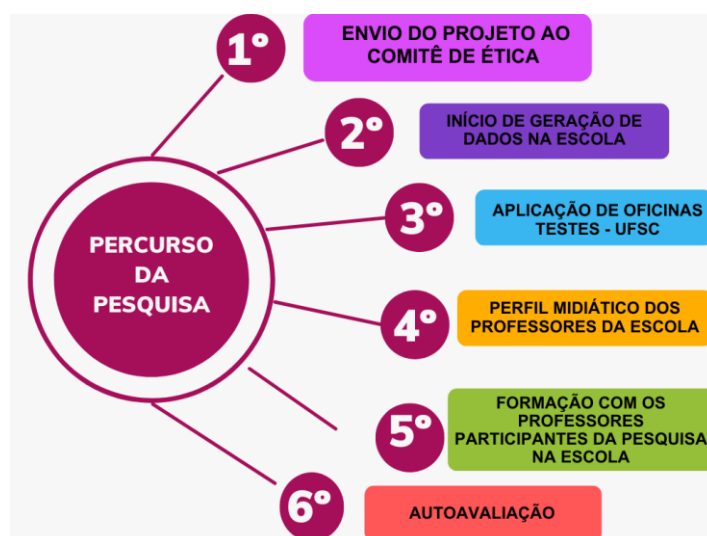 1º
ENVIO DO PROJETO AO
COMITÊ DE ÉTICA
2º
INÍCIO DE GERAÇÃO DE
DADOS NA ESCOLA
3º
APLICAÇÃO DE OFICINAS
TESTES - UFSC
PERCURSO
DA
PESQUISA
4º
PERFIL MIDIÁTICO DOS
PROFESSORES DA ESCOLA
5º
FORMAÇÃO COM OS
PROFESSORES
PARTICIPANTES DA PESQUISA
NA ESCOLA
6º
AUTOAVALIAÇÃO